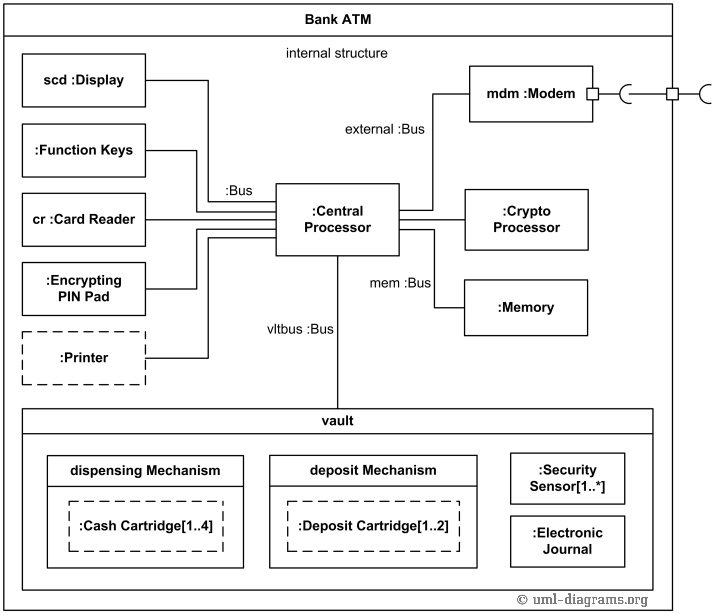 Bank ATM
internal structure
scd :Display
mdm :Modem
external :Bus
:Function Keys
:Bus
cr :Card Reader
:Central
Processor
:Crypto
Processor
:Encrypting
PIN Pad
mem :Bus
:Memory
vltbus :Bus
:Printer
vault
dispensing Mechanism
:Cash Cartridge[1..4]
deposit Mechanism
:Deposit Cartridge[1..2]
:Security
Sensor[1..*]
:Electronic
Journal
© uml-diagrams.org